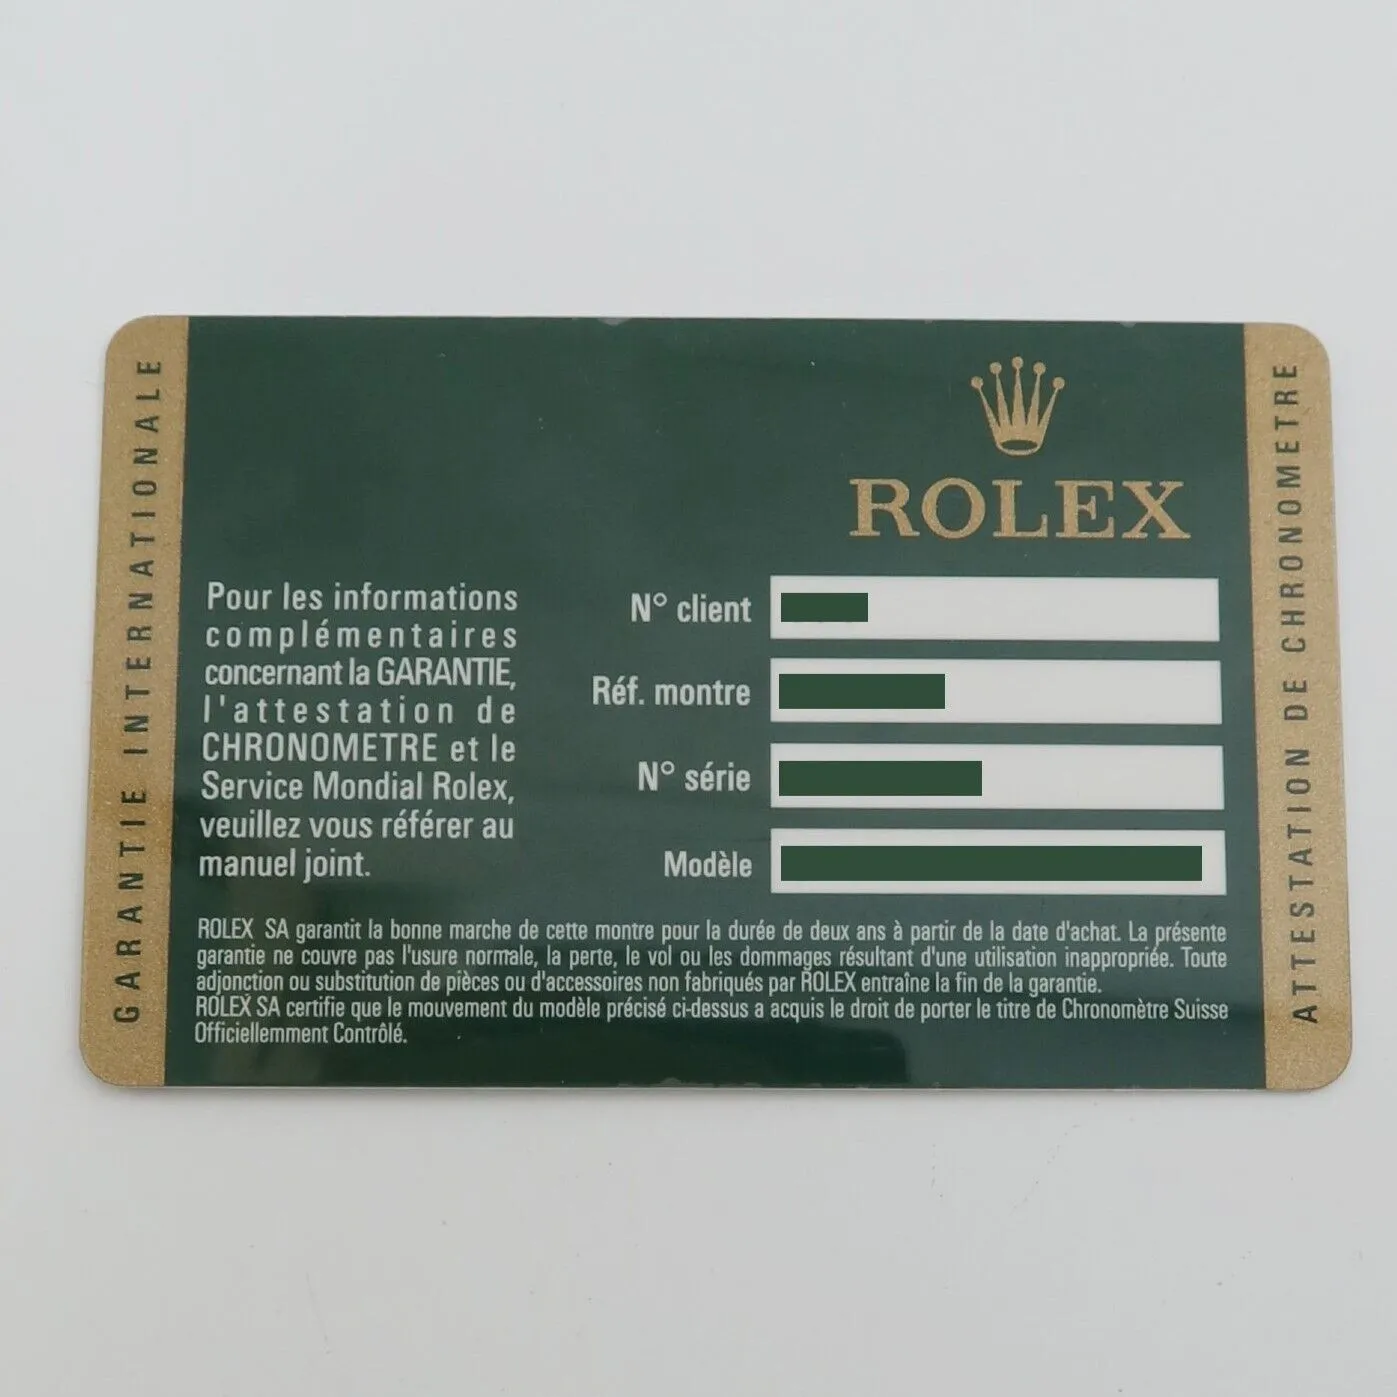 GARANTIE INTERNATIONALE
ROLEX
Pour les informations
complémentaires
concernant la GARANTIE,
l'attestation de
CHRONOMETRE et le
Service Mondial Rolex,
veuillez vous référer au
manuel joint.
N° client
Réf. montre
N° série
Modèle
ROLEX SA garantit la bonne marche de cette montre pour la durée de deux ans à partir de la date d'achat. La présente
garantie ne couvre pas l'usure normale, la perte, le vol ou les dommages résultant d'une utilisation inappropriée. Toute
adjonction ou substitution de pièces ou d'accessoires non fabriqués par ROLEX entraîne la fin de la garantie.
ROLEX SA certifie que le mouvement du modèle précisé ci-dessus a acquis le droit de porter le titre de Chronomètre Suisse
Officiellemment Contrôlé.
ATTESTATION DE CHRONOMETRE